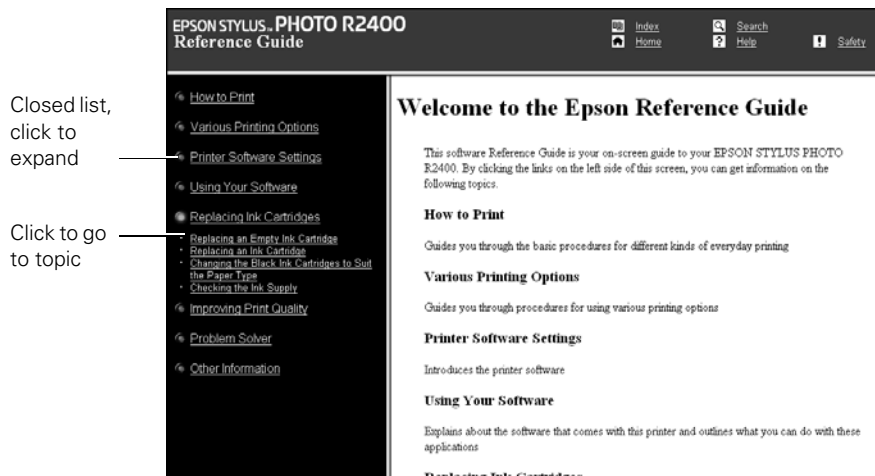 EPSON STYLUS™ PHOTO R2400
Reference Guide
Index
Search
Home
Help
Safety
Closed list,
click to
expand
Click to go
to topic
How to Print
Various Printing Options
Printer Software Settings
Using Your Software
Replacing Ink Cartridges
Replacing an Empty Ink Cartridge
Replacing an Ink Cartridge
Changing the Black Ink Cartridges to Suit
the Paper Type
Checking the Ink Supply
Improving Print Quality
Problem Solver
Other Information
Welcome to the Epson Reference Guide
This software Reference Guide is your on-screen guide to your EPSON STYLUS PHOTO
R2400. By clicking the links on the left side of this screen, you can get information on the
following topics.
How to Print
Guides you through the basic procedures for different kinds of everyday printing
Various Printing Options
Guides you through procedures for using various printing options
Printer Software Settings
Introduces the printer software
Using Your Software
Explains about the software that comes with this printer and outlines what you can do with these
applications
Replacing Ink Cartridges